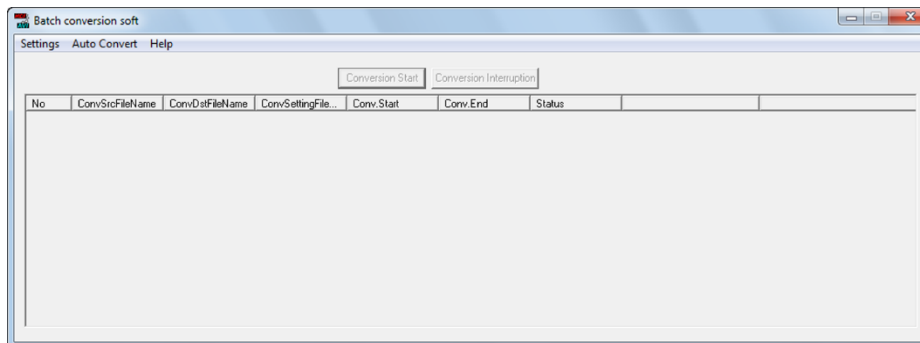 Batch conversion soft
Settings Auto Convert Help
Conversion Start Conversion Interruption
No ConvSrcFileName ConvDstFileName ConvSettingFile... Conv.Start Conv.End Status